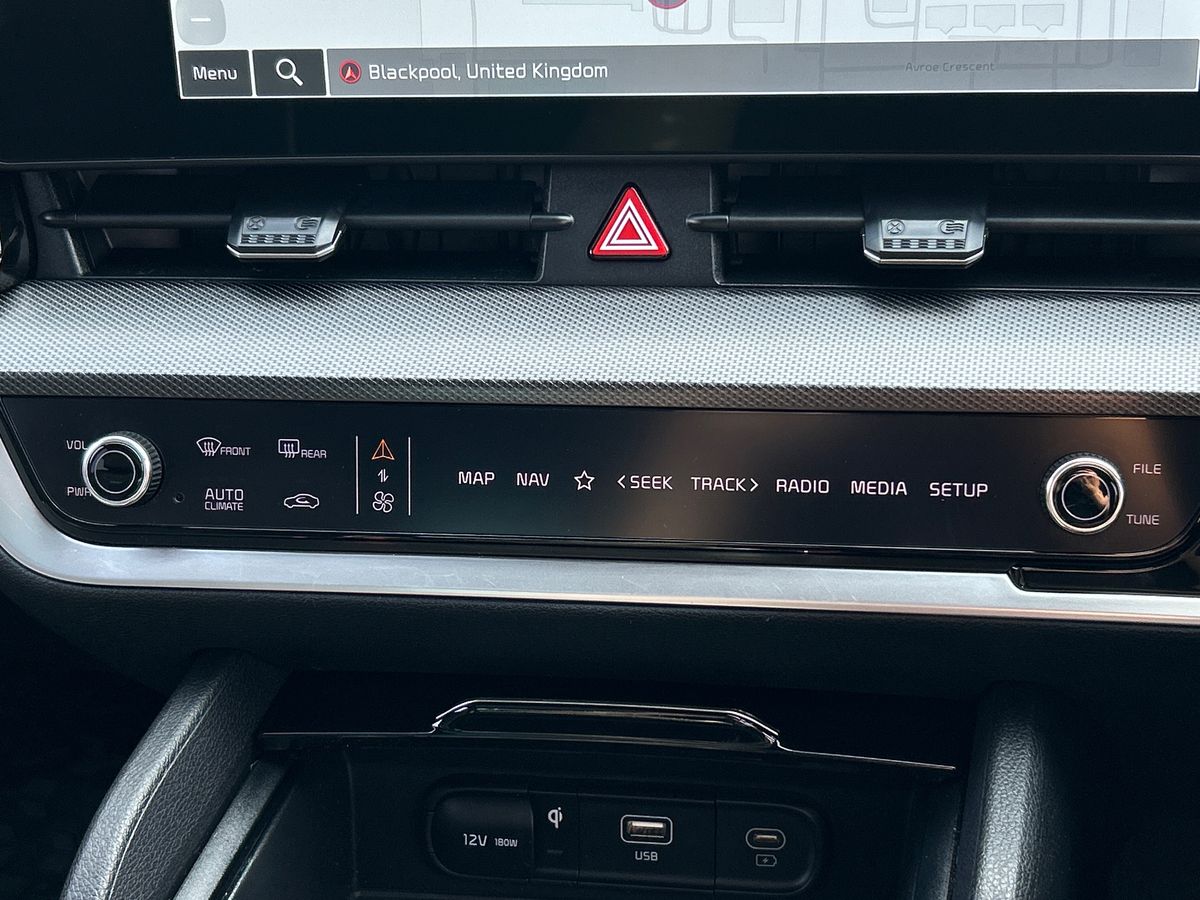 Menu
Blackpool, United Kingdom
Avroe Crescent
VOL
PWR
FRONT
REAR
AUTO
CLIMATE
MAP NAV SEEK TRACK RADIO MEDIA SETUP
FILE
TUNE
12V 180W
qi
USB